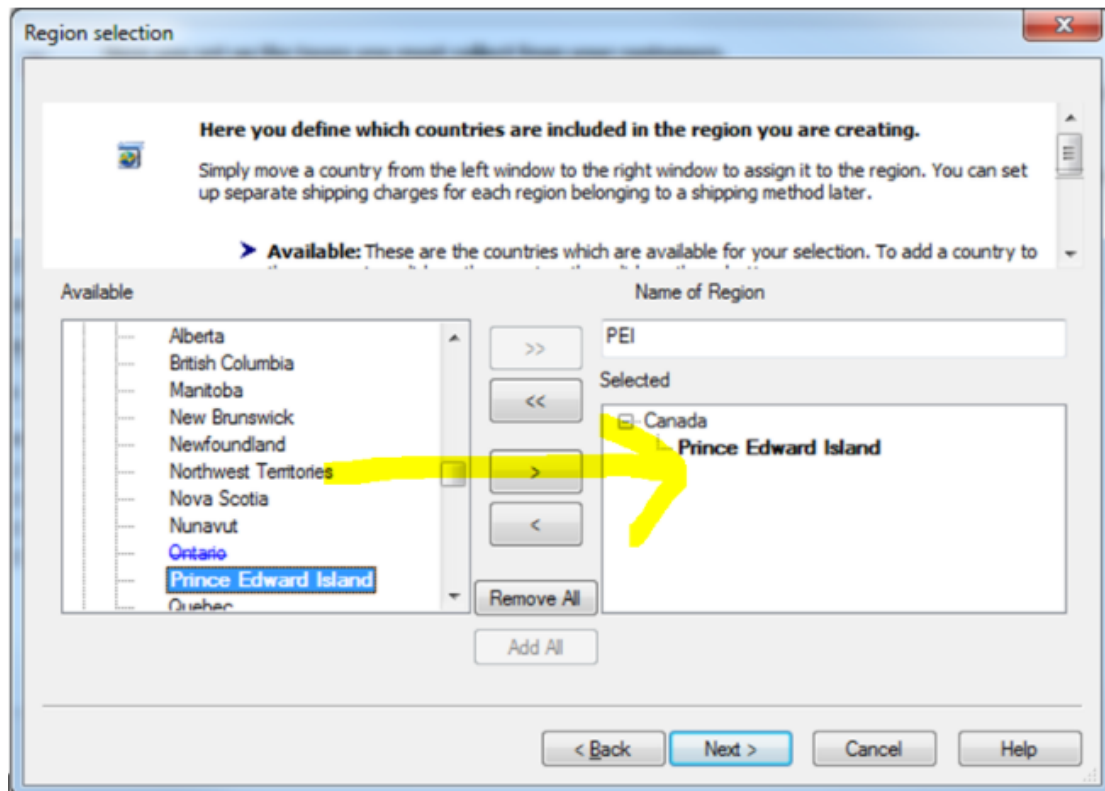 Region selection
Here you define which countries are included in the region you are creating.
Simply move a country from the left window to the right window to assign it to the region. You can set
up separate shipping charges for each region belonging to a shipping method later.
Available: These are the countries which are available for your selection. To add a country to
Available
Name of Region
Alberta
British Columbia
Manitoba
New Brunswick
Newfoundland
Northwest Territories
Nova Scotia
Nunavut
Ontario
Prince Edward Island
Quebec
>>
<<
>
<
Remove All
Add All
PEI
Selected
Canada
Prince Edward Island
< Back
Next >
Cancel
Help